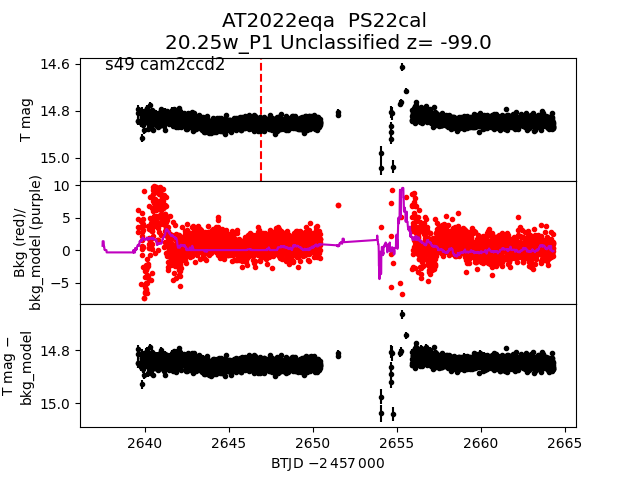 AT2022eqa  PS22cal
20.25w_P1 Unclassified z= -99.0
s49 cam2ccd2
14.6
14.8
15.0
T mag
10
5
0
−5
Bkg (red)/
bkg_model (purple)
14.8
15.0
T mag −
bkg_model
2640
2645
2650
2655
2660
2665
BTJD −2 457 000